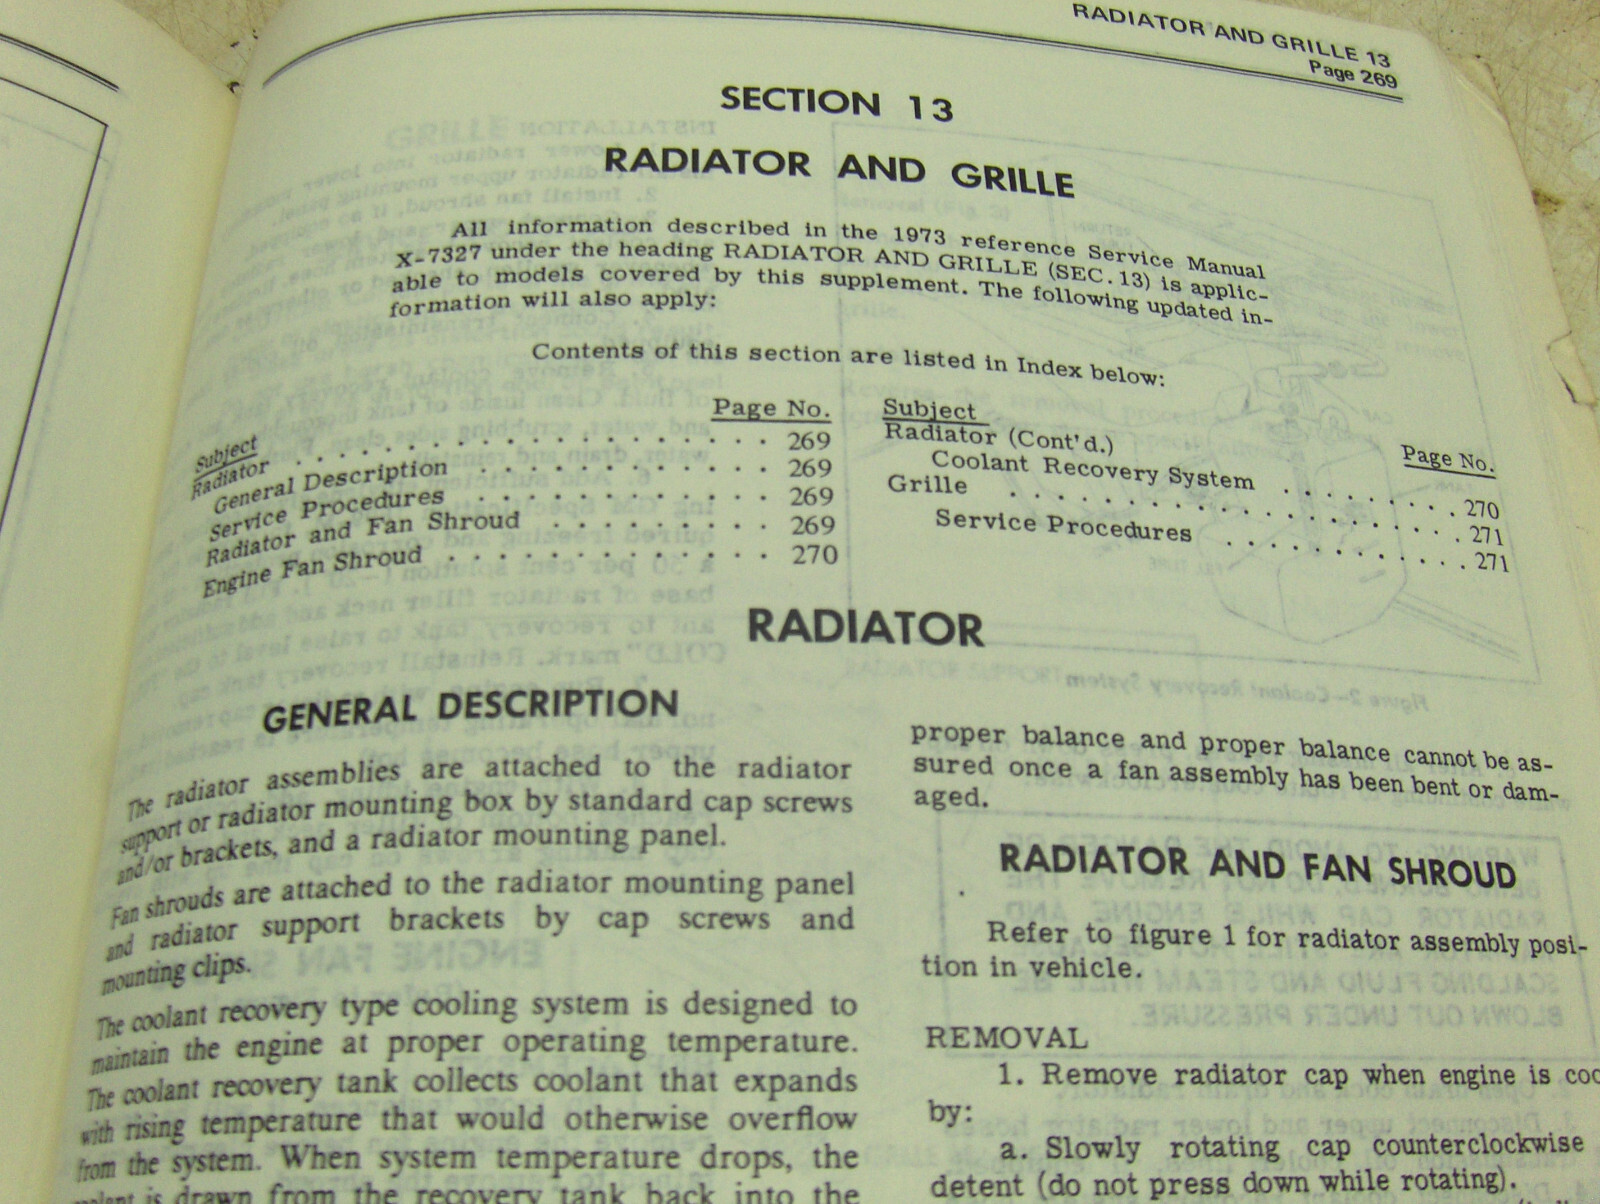 RADIATOR AND GRILLE 13
Page 269
SECTION 13
RADIATOR AND GRILLE
All information described in the 1973 reference Service Manual
X-7327 under the heading RADIATOR AND GRILLE (SEC. 13) is applic-
able to models covered by this supplement. The following updated in-
formation will also apply:
Contents of this section are listed in Index below:
Subject Page No.
Radiator . . . . . . . . . . . . . . . . . 269
General Description . . . . . . . . . . . 269
Service Procedures . . . . . . . . . . . 269
Radiator and Fan Shroud . . . . . . . . . 269
Engine Fan Shroud . . . . . . . . . . . . 270
Subject Page No.
Radiator (Cont'd.)
Coolant Recovery System . . . . . . . . 270
Grille . . . . . . . . . . . . . . . . . 271
Service Procedures . . . . . . . . . . . 271
RADIATOR
GENERAL DESCRIPTION
The radiator assemblies are attached to the radiator
support or radiator mounting box by standard cap screws
and/or brackets, and a radiator mounting panel.
Fan shrouds are attached to the radiator mounting panel
and radiator support brackets by cap screws and
mounting clips.
The coolant recovery type cooling system is designed to
maintain the engine at proper operating temperature.
The coolant recovery tank collects coolant that expands
with rising temperature that would otherwise overflow
from the system. When system temperature drops, the
is drawn from the recovery tank back into the
proper balance and proper balance cannot be as-
sured once a fan assembly has been bent or dam-
aged.
RADIATOR AND FAN SHROUD
Refer to figure 1 for radiator assembly posi-
tion in vehicle.
REMOVAL
1. Remove radiator cap when engine is
by:
a. Slowly rotating cap counterclockwise
detent (do not press down while rotating).